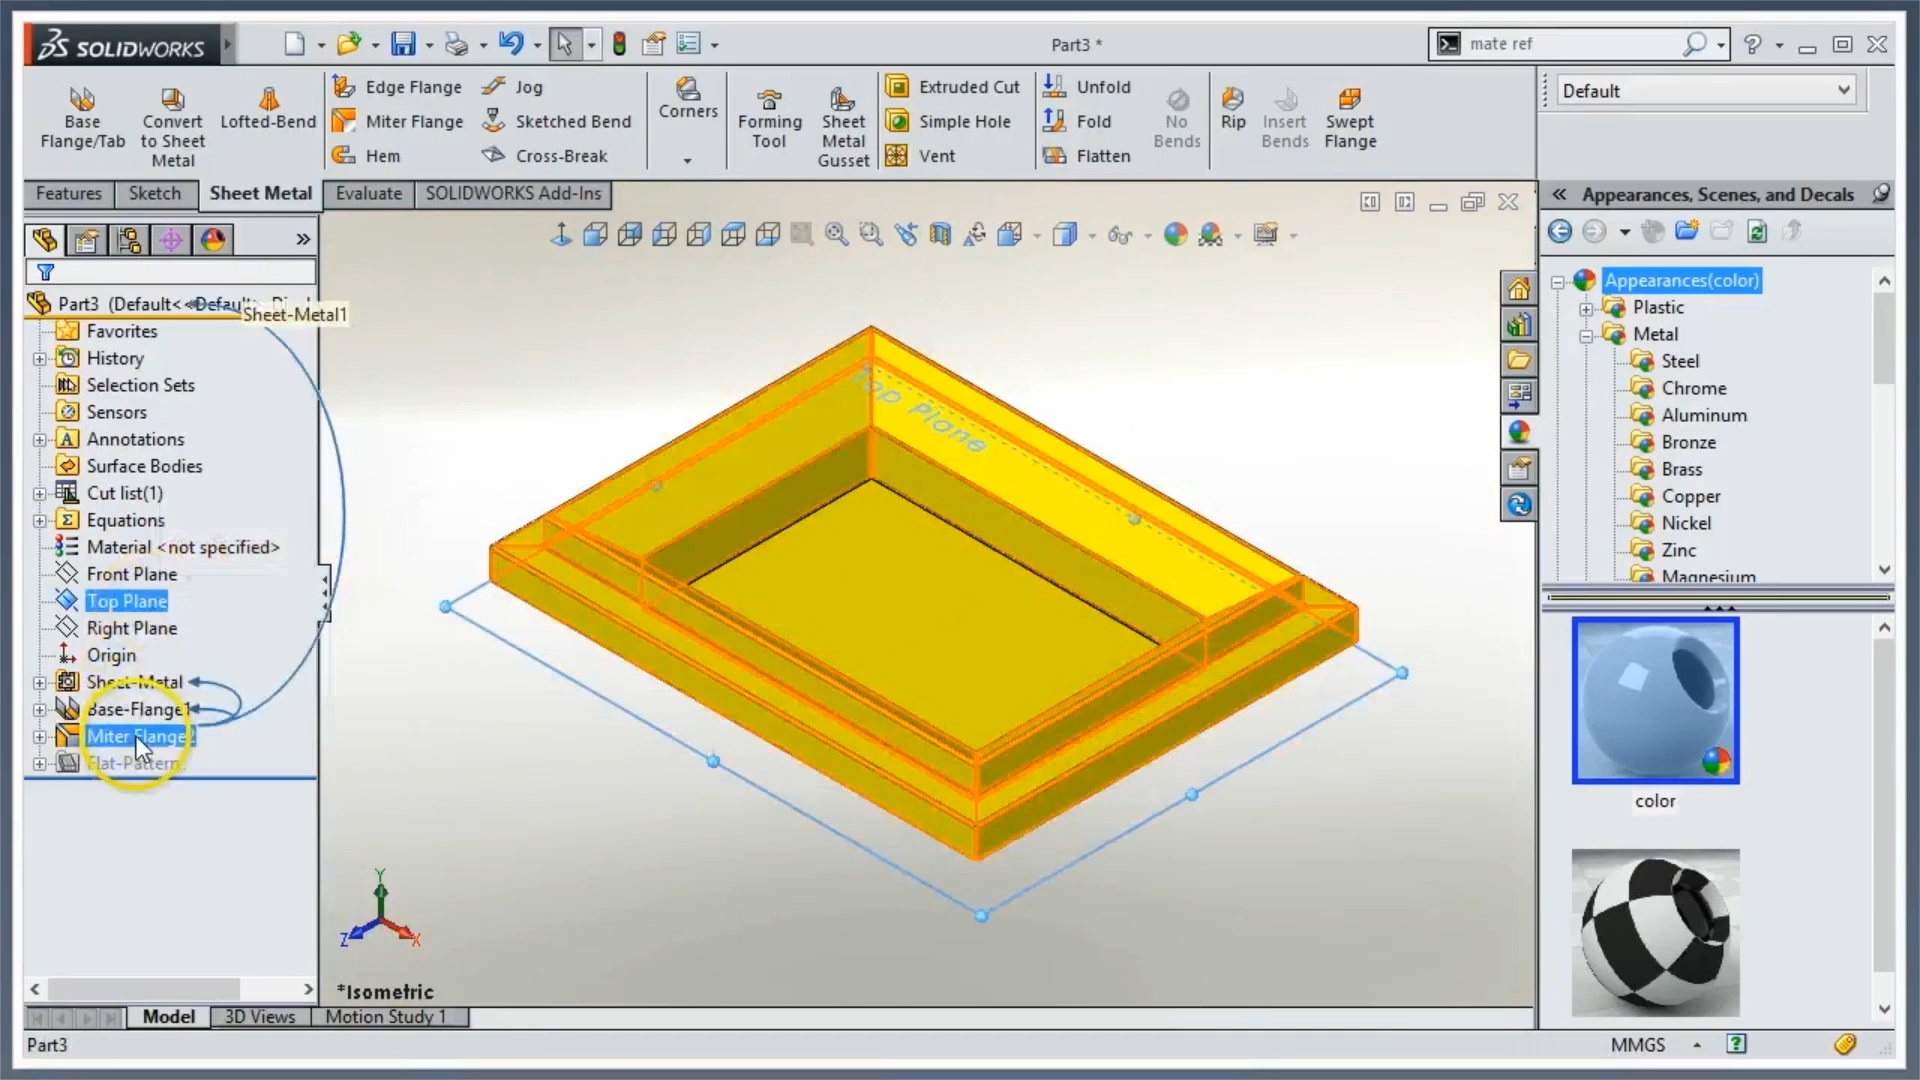 SOLIDWORKS
Part3 *
mate ref
Base Flange/Tab
Convert to Sheet Metal
Lofted-Bend
Edge Flange
Miter Flange
Hem
Jog
Sketched Bend
Cross-Break
Corners
Forming Tool
Sheet Metal Gusset
Extruded Cut
Simple Hole
Vent
Unfold
Fold
Flatten
No Bends
Rip
Insert Bends
Swept Flange
Default
Features
Sketch
Sheet Metal
Evaluate
SOLIDWORKS Add-Ins
Appearances, Scenes, and Decals
Part3 (Default<<Default>
Sheet-Metal1
Favorites
History
Selection Sets
Sensors
Annotations
Surface Bodies
Cut list(1)
Equations
Material <not specified>
Front Plane
Top Plane
Right Plane
Origin
Sheet-Metal
Base-Flange1
Miter Flange
Flat-Pattern
Top Plane
Y
Z
X
*Isometric
Appearances(color)
Plastic
Metal
Steel
Chrome
Aluminum
Bronze
Brass
Copper
Nickel
Zinc
Magnesium
color
Model
3D Views
Motion Study 1
Part3
MMGS